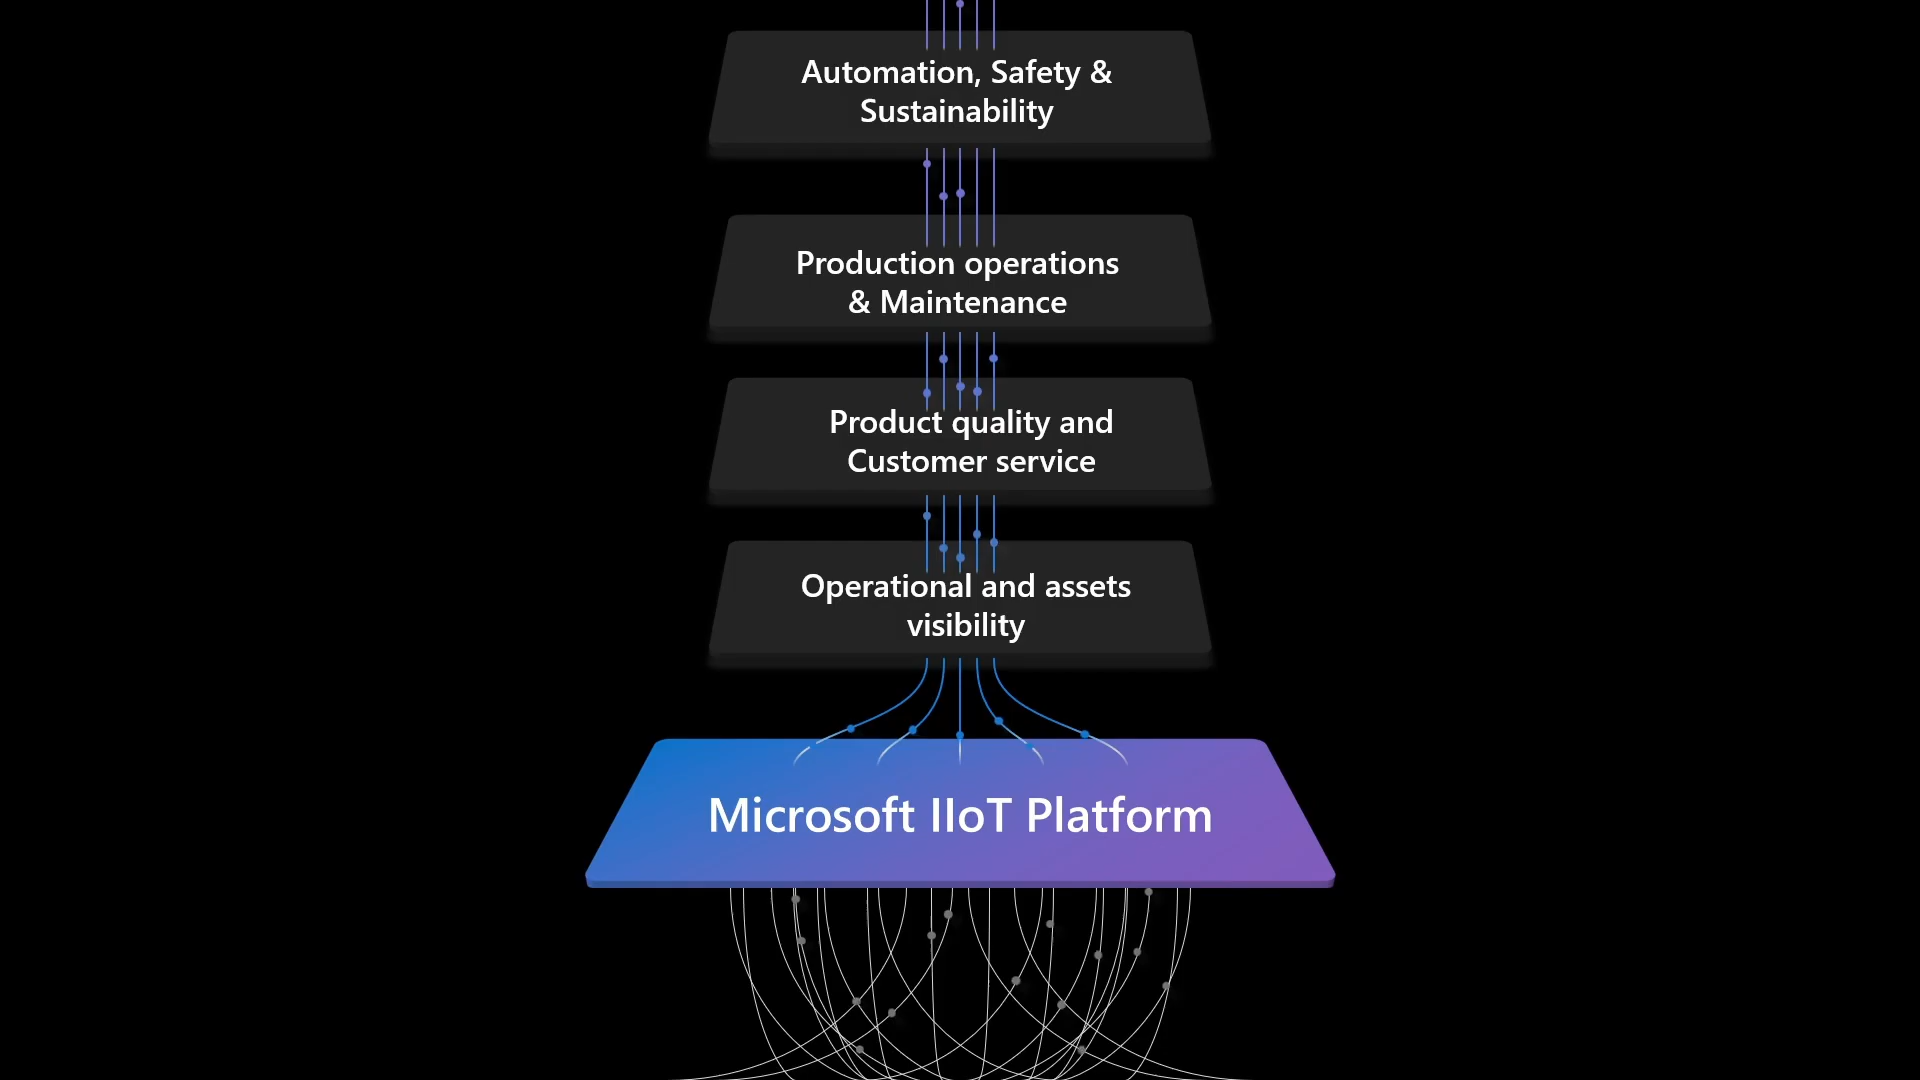 Automation, Safety &
Sustainability
Production operations
& Maintenance
Product quality and
Customer service
Operational and assets
visibility
Microsoft IIoT Platform